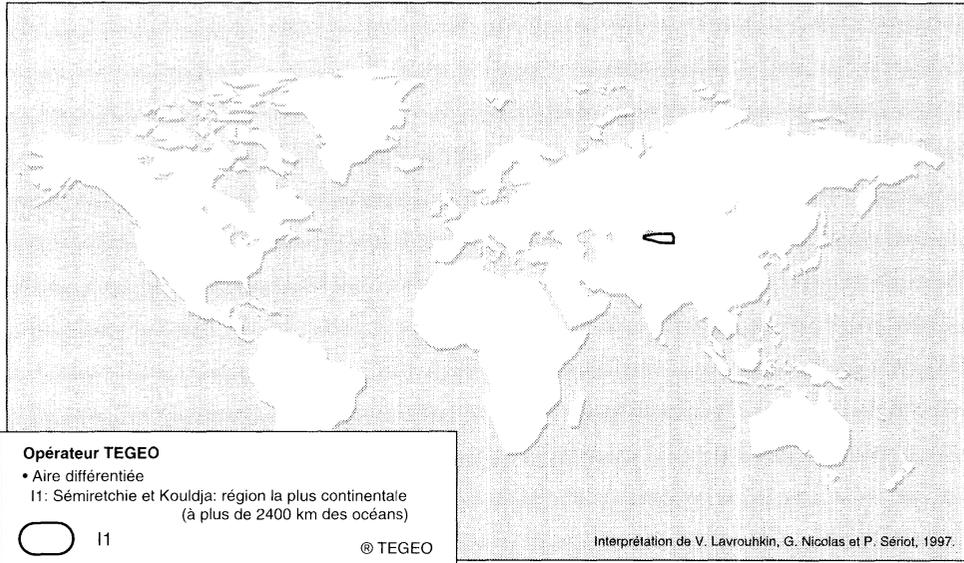 Opérateur TEGEO
• Aire différentiée
I1: Sémiretchie et Kouldja: région la plus continentale
(à plus de 2400 km des océans)
I1
® TEGEO
Interprétation de V. Lavrouhkin, G. Nicolas et P. Sériot, 1997.